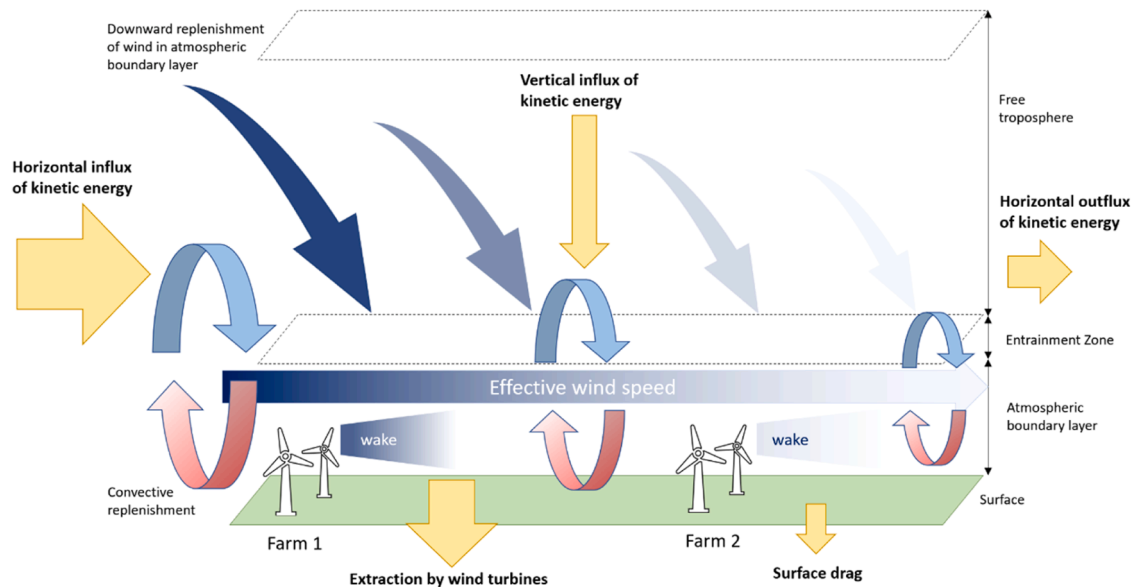 Downward replenishment
of wind in atmospheric
boundary layer
Vertical influx of
kinetic energy
Free
troposphere
Horizontal influx
of kinetic energy
Horizontal outflux
of kinetic energy
Entrainment Zone
Effective wind speed
Atmospheric
boundary layer
wake
wake
Convective
replenishment
Surface
Farm 1
Farm 2
Extraction by wind turbines
Surface drag